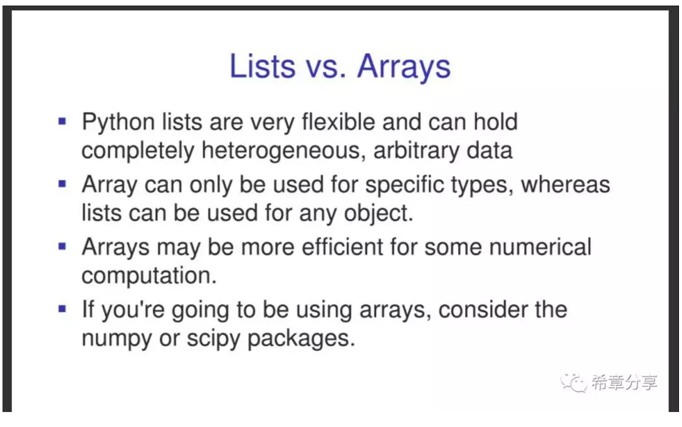 Lists vs. Arrays
▪ Python lists are very flexible and can hold
completely heterogeneous, arbitrary data
▪ Array can only be used for specific types, whereas
lists can be used for any object.
▪ Arrays may be more efficient for some numerical
computation.
▪ If you're going to be using arrays, consider the
numpy or scipy packages.
希章分享